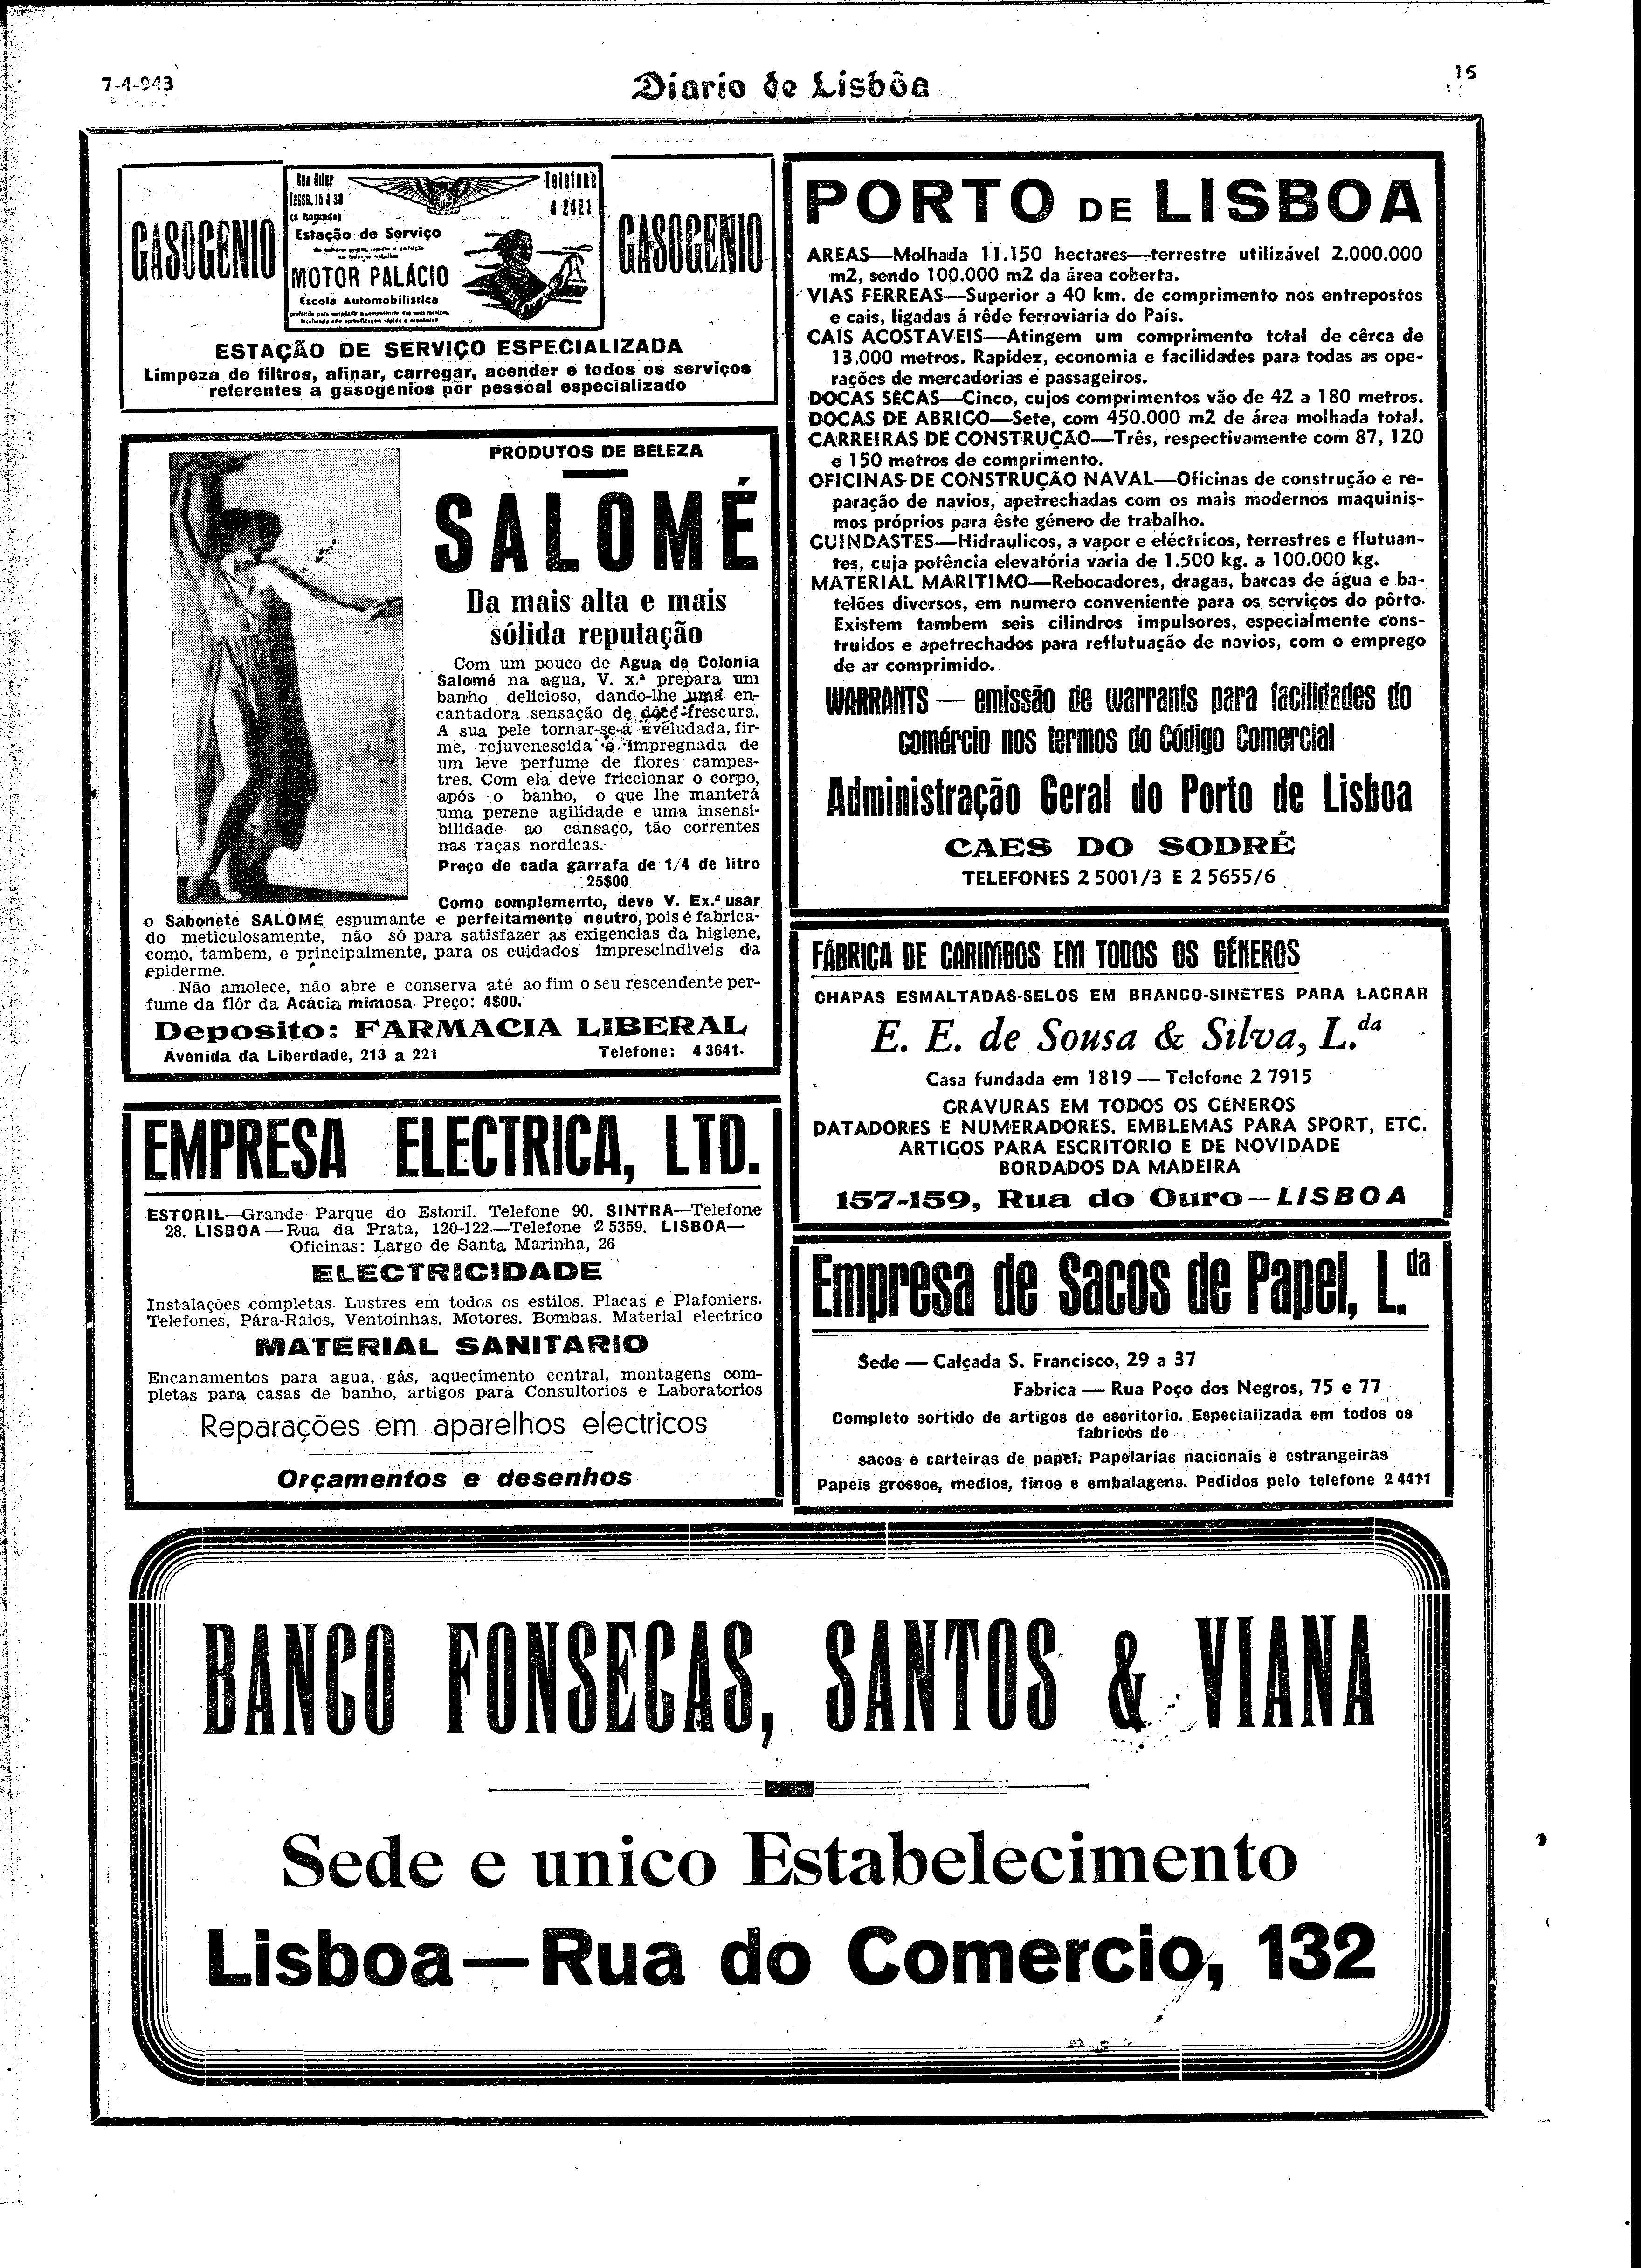 7-4-943
Diario de Lisbôa
16
GASOGENIO
Telefone
4 2421
(á Rotunda)
Estação de Serviço
MOTOR PALÁCIO
Escola Automobilistica
GASOGENIO
ESTAÇÃO DE SERVIÇO ESPECIALIZADA
Limpeza de filtros, afinar, carregar, acender e todos os serviços
referentes a gasogenios por pessoal especializado
PRODUTOS DE BELEZA
SALOMÉ
Da mais alta e mais
sólida reputação
Com um pouco de Agua de Colonia
Salomé na agua, V. x.ª prepara um
banho delicioso, dando-lhe uma en-
cantadora sensação de dôce frescura.
A sua pele tornar-se-á aveludada, fir-
me, rejuvenescida e impregnada de
um leve perfume de flores campes-
tres. Com ela deve friccionar o corpo,
após o banho, o que lhe manterá
uma perene agilidade e uma insensi-
bilidade ao cansaço, tão correntes
nas raças nordicas.
Preço de cada garrafa de 1/4 de litro
25$00
Como complemento, deve V. Ex.ª usar
o Sabonete SALOMÉ espumante e perfeitamente neutro, pois é fabrica-
do meticulosamente, não só para satisfazer as exigencias da higiene,
como, tambem, e principalmente, para os cuidados imprescindiveis da
epiderme.
Não amolece, não abre e conserva até ao fim o seu rescendente per-
fume da flôr da Acácia mimosa. Preço: 4$00.
Deposito: FARMACIA LIBERAL
Avenida da Liberdade, 213 a 221 Telefone: 4 3641.
EMPRESA ELECTRICA, LTD.
ESTORIL—Grande Parque do Estoril. Telefone 90. SINTRA—Telefone
28. LISBOA—Rua da Prata, 120-122.—Telefone 2 5359. LISBOA—
Oficinas: Largo de Santa Marinha, 26
ELECTRICIDADE
Instalações completas. Lustres em todos os estilos. Placas e Plafoniers.
Telefones, Pára-Raios, Ventoinhas. Motores. Bombas. Material electrico
MATERIAL SANITARIO
Encanamentos para agua, gás, aquecimento central, montagens com-
pletas para casas de banho, artigos para Consultorios e Laboratorios
Reparações em aparelhos electricos
Orçamentos e desenhos
PORTO DE LISBOA
AREAS—Molhada 11.150 hectares—terrestre utilizável 2.000.000
m2, sendo 100.000 m2 da área coberta.
VIAS FERREAS—Superior a 40 km. de comprimento nos entrepostos
e cais, ligadas á rêde ferroviaria do País.
CAIS ACOSTAVEIS—Atingem um comprimento total de cêrca de
13.000 metros. Rapidez, economia e facilidades para todas as ope-
rações de mercadorias e passageiros.
DOCAS SECAS—Cinco, cujos comprimentos vão de 42 a 180 metros.
DOCAS DE ABRIGO—Sete, com 450.000 m2 de área molhada total.
CARREIRAS DE CONSTRUÇÃO—Três, respectivamente com 87, 120
e 150 metros de comprimento.
OFICINAS DE CONSTRUÇÃO NAVAL—Oficinas de construção e re-
paração de navios, apetrechadas com os mais modernos maquinis-
mos próprios para êste género de trabalho.
GUINDASTES—Hidraulicos, a vapor e eléctricos, terrestres e flutuan-
tes, cuja potência elevatória varia de 1.500 kg. a 100.000 kg.
MATERIAL MARITIMO—Rebocadores, dragas, barcas de água e ba-
telões diversos, em numero conveniente para os serviços do pôrto.
Existem tambem seis cilindros impulsores, especialmente cons-
truidos e apetrechados para reflutuação de navios, com o emprego
de ar comprimido.
WARRANTS — emissão de warrants para facilidades do
comércio nos termos do Código Comercial
Administração Geral do Porto de Lisboa
CAES DO SODRÉ
TELEFONES 2 5001/3 E 2 5655/6
FÁBRICA DE CARIMBOS EM TODOS OS GÉNEROS
CHAPAS ESMALTADAS-SELOS EM BRANCO-SINETES PARA LACRAR
E. E. de Sousa & Silva, L.da
Casa fundada em 1819 — Telefone 2 7915
GRAVURAS EM TODOS OS GÉNEROS
DATADORES E NUMERADORES. EMBLEMAS PARA SPORT, ETC.
ARTIGOS PARA ESCRITORIO E DE NOVIDADE
BORDADOS DA MADEIRA
157-159, Rua do Ouro—LISBOA
Empresa de Sacos de Papel, L.da
Sede — Calçada S. Francisco, 29 a 37
Fabrica — Rua Poço dos Negros, 75 e 77
Completo sortido de artigos de escritorio. Especializada em todos os
fabricos de
sacos e carteiras de papel. Papelarias nacionais e estrangeiras
Papeis grossos, medios, finos e embalagens. Pedidos pelo telefone 2 4411
BANCO FONSECAS, SANTOS & VIANA
Sede e unico Estabelecimento
Lisboa—Rua do Comercio, 132